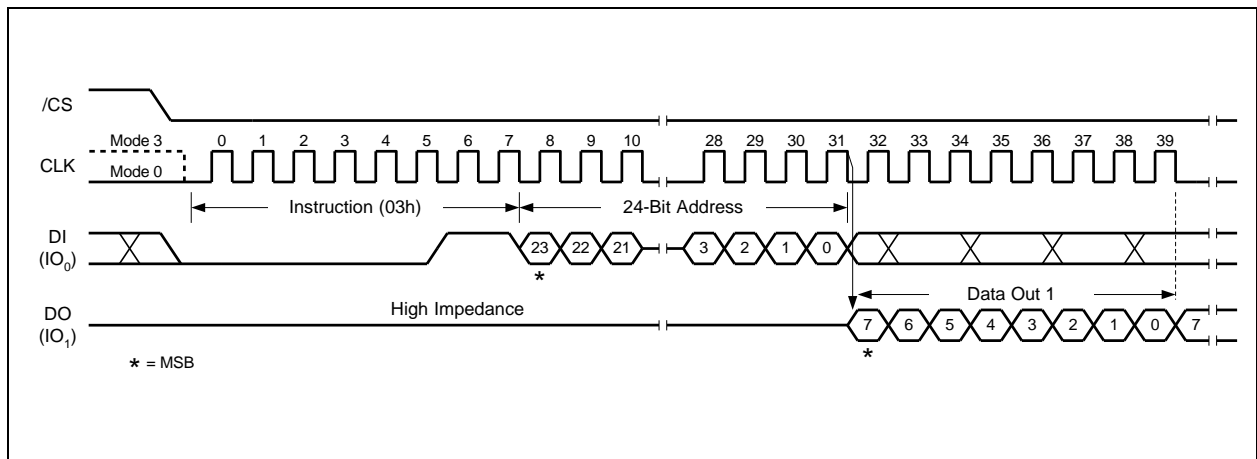 /CS
Mode 3 0 1 2 3 4 5 6 7 8 9 10 28 29 30 31 32 33 34 35 36 37 38 39
CLK
Mode 0
Instruction (03h) 24-Bit Address
DI
(IO0) 23 22 21 3 2 1 0
*
Data Out 1
High Impedance
DO
(IO1) 7 6 5 4 3 2 1 0 7
*
* = MSB